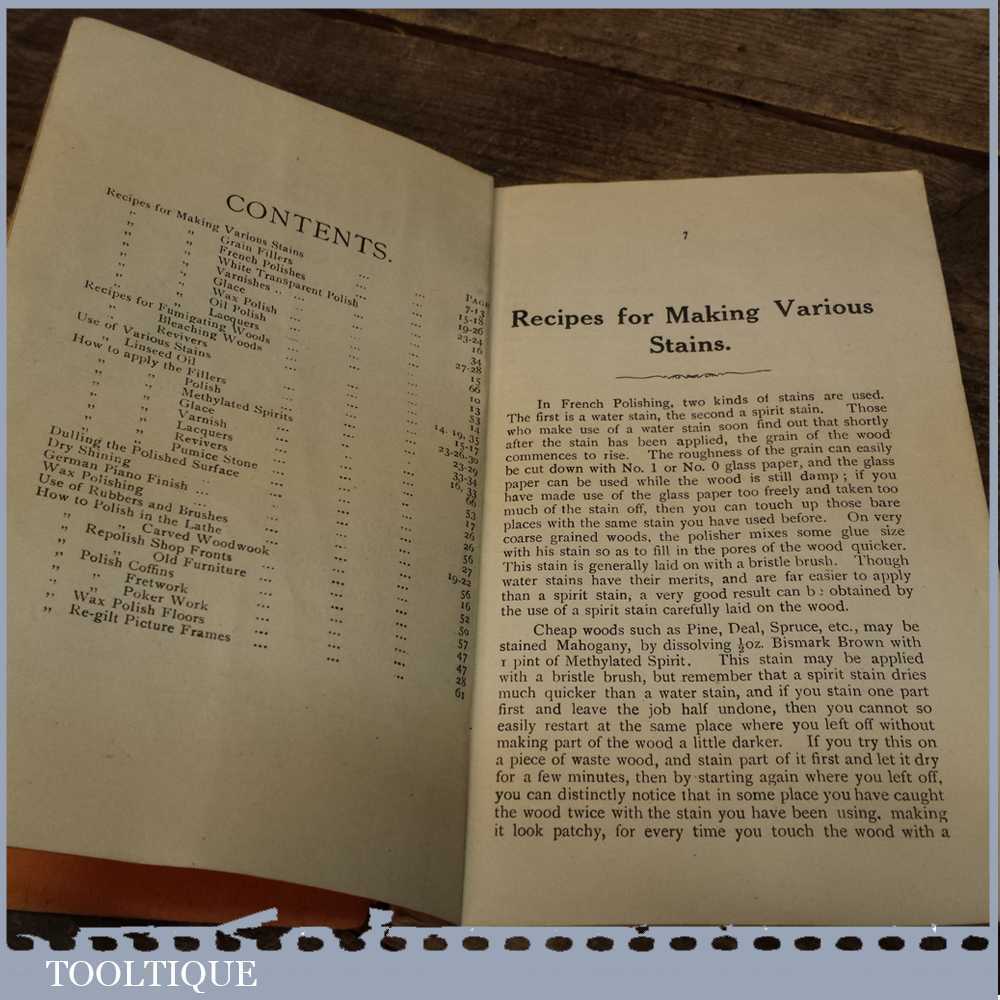 CONTENTS.
PAGE
Recipes for Making Various Stains ... ... 7-13
„ „ Grain Fillers ... ... 15-18
„ „ French Polishes ... ... 19-26
„ „ White Transparent Polish ... 23-24
„ „ Varnishes .. ... 16
„ „ Glace ... ... 34
„ „ Wax Polish ... ... 27-28
„ „ Oil Polish ... ... 15
„ „ Lacquers ... ... 66
Recipes for Fumigating Woods ... ... 10
„ Bleaching Woods ... ... 13
„ Revivers ... ... 53
Use of Various Stains ... ... 14
„ Linseed Oil ... ... 14, 19, 35
How to apply the Fillers ... ... 15-17
„ „ Polish ... ... 23-26-30
„ „ Methylated Spirits ... 23-29
„ „ Glace ... ... 33-34
„ „ Varnish ... ... 16, 33
„ „ Lacquers ... ... 66
„ „ Revivers ... ... 53
„ „ Pumice Stone ... ... 17
Dulling the Polished Surface ... ... 26
Dry Shining ... ... 26
German Piano Finish ... ... 56
Wax Polishing ... ... 27
Use of Rubbers and Brushes ... ... 19-22
How to Polish in the Lathe ... ... 56
„ „ Carved Woodwook ... ... 16
„ Repolish Shop Fronts ... ... 52
„ „ Old Furniture ... ... 50
„ Polish Coffins ... ... 57
„ „ Fretwork ... ... 47
„ „ Poker Work ... ... 47
„ Wax Polish Floors ... ... 28
„ Re-gilt Picture Frames ... ... 61
7
Recipes for Making Various
Stains.
In French Polishing, two kinds of stains are used.
The first is a water stain, the second a spirit stain. Those
who make use of a water stain soon find out that shortly
after the stain has been applied, the grain of the wood
commences to rise. The roughness of the grain can easily
be cut down with No. 1 or No. 0 glass paper, and the glass
paper can be used while the wood is still damp; if you
have made use of the glass paper too freely and taken too
much of the stain off, then you can touch up those bare
places with the same stain you have used before. On very
coarse grained woods, the polisher mixes some glue size
with his stain so as to fill in the pores of the wood quicker.
This stain is generally laid on with a bristle brush. Though
water stains have their merits, and are far easier to apply
than a spirit stain, a very good result can b: obtained by
the use of a spirit stain carefully laid on the wood.
Cheap woods such as Pine, Deal, Spruce, etc., may be
stained Mahogany, by dissolving ½oz. Bismark Brown with
1 pint of Methylated Spirit. This stain may be applied
with a bristle brush, but remember that a spirit stain dries
much quicker than a water stain, and if you stain one part
first and leave the job half undone, then you cannot so
easily restart at the same place where you left off without
making part of the wood a little darker. If you try this on
a piece of waste wood, and stain part of it first and let it dry
for a few minutes, then by starting again where you left off,
you can distinctly notice that in some place you have caught
the wood twice with the stain you have been using, making
it look patchy, for every time you touch the wood with a
TOOLTIQUE